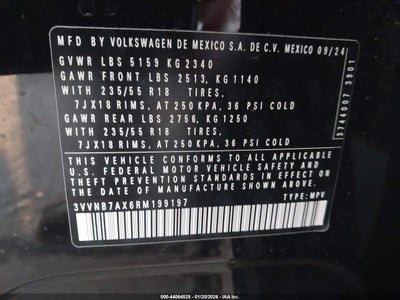 MFD. BY VOLKSWAGEN DE MEXICO S.A. DE C.V. MEXICO 09/24
GVWR LBS 5159 KG 2340
GAWR FRONT LBS 2513, KG 1140
WITH 235/55 R18 TIRES,
7JX18 RIMS, AT 250 KPA, 36 PSI COLD
GAWR REAR LBS 2756, KG 1250
WITH 235/55 R18 TIRES,
7JX18 RIMS, AT 250 KPA, 36 PSI COLD
THIS VEHICLE CONFORMS TO ALL APPLICABLE
U.S. FEDERAL MOTOR VEHICLE SAFETY AND
THEFT PREVENTION STANDARDS IN EFFECT ON
THE DATE OF MANUFACTURE SHOWN ABOVE.
3VVNB7AX6RM199197 TYPE: MPV
3744007 3901
000-44064525 - 01/20/2026 - IAAHOLDINGS, LLC